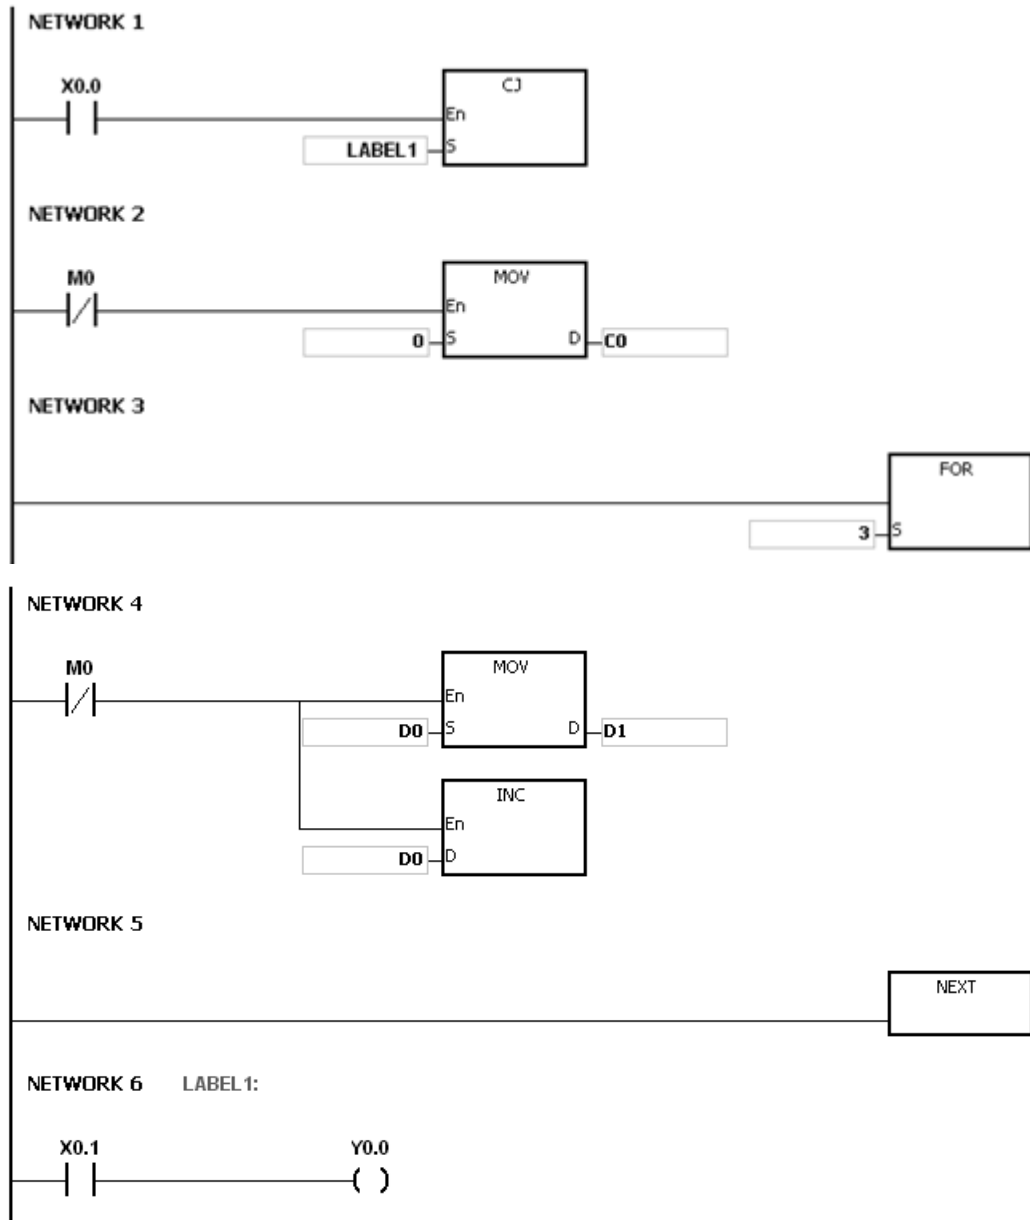 NETWORK 1
X0.0
CJ
En
LABEL1 S
NETWORK 2
M0
MOV
En
0 S D C0
NETWORK 3
FOR
3 S
NETWORK 4
M0
MOV
En
D0 S D D1
INC
En
D0 D
NETWORK 5
NEXT
NETWORK 6 LABEL1:
X0.1 Y0.0